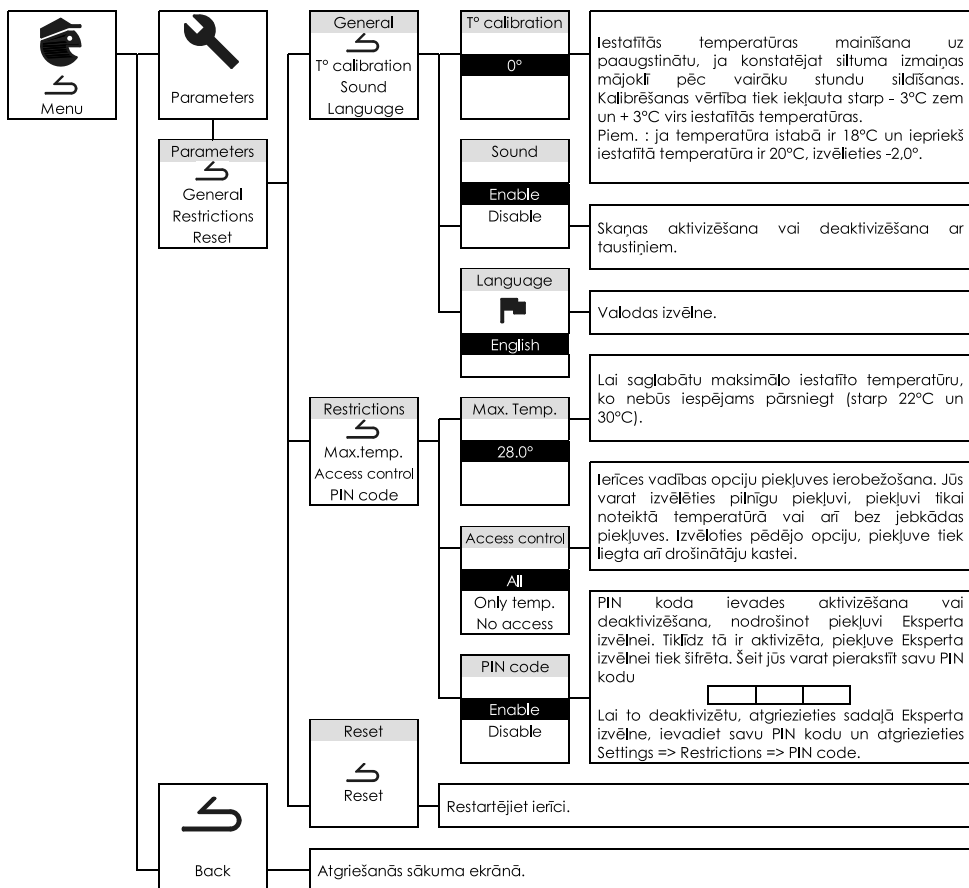 Menu
Parameters
Parameters
General
Restrictions
Reset
General
T° calibration
Sound
Language
T° calibration
0°
Iestatītās temperatūras mainīšana uz
paaugstinātu, ja konstatējat siltuma izmaiņas
mājoklī pēc vairāku stundu sildīšanas.
Kalibrēšanas vērtība tiek iekļauta starp - 3°C zem
un + 3°C virs iestatītās temperatūras.
Piem. : ja temperatūra istabā ir 18°C un iepriekš
iestatītā temperatūra ir 20°C, izvēlieties -2,0°.
Sound
Enable
Disable
Skaņas aktivizēšana vai deaktivizēšana ar
taustiņiem.
Language
English
Valodas izvēlne.
Restrictions
Max.temp.
Access control
PIN code
Max. Temp.
28.0°
Lai saglabātu maksimālo iestatīto temperatūru,
ko nebūs iespējams pārsniegt (starp 22°C un
30°C).
Access control
All
Only temp.
No access
Ierīces vadības opciju piekļuves ierobežošana. Jūs
varat izvēlēties pilnīgu piekļuvi, piekļuvi tikai
noteiktā temperatūrā vai arī bez jebkādas
piekļuves. Izvēloties pēdējo opciju, piekļuve tiek
liegta arī drošinātāju kastei.
PIN code
Enable
Disable
PIN koda ievades aktivizēšana vai
deaktivizēšana, nodrošinot piekļuvi Eksperta
izvēlnei. Tiklīdz tā ir aktivizēta, piekļuve Eksperta
izvēlnei tiek šifrēta. Šeit jūs varat pierakstīt savu PIN
kodu
Lai to deaktivizētu, atgriezieties sadaļā Eksperta
izvēlne, ievadiet savu PIN kodu un atgriezieties
Settings => Restrictions => PIN code.
Reset
Reset
Restartējiet ierīci.
Back
Atgriešanās sākuma ekrānā.